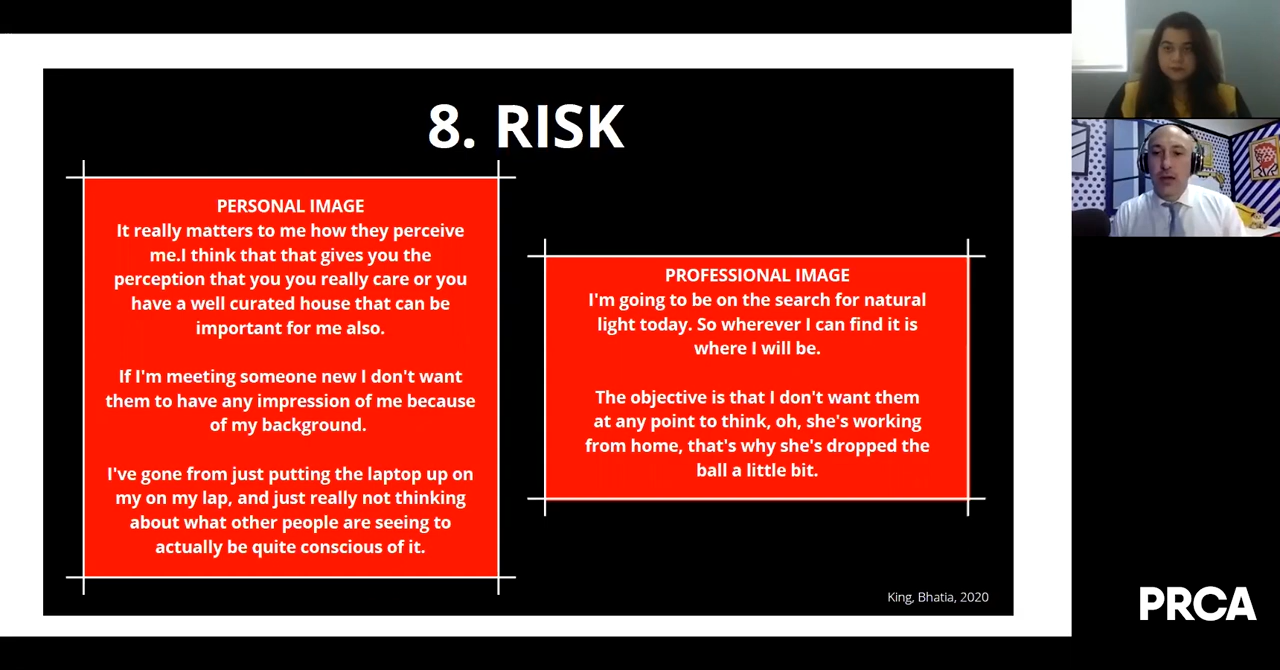 8. RISK
PERSONAL IMAGE
It really matters to me how they perceive
me.I think that that gives you the
perception that you you really care or you
have a well curated house that can be
important for me also.
If I'm meeting someone new I don't want
them to have any impression of me because
of my background.
I've gone from just putting the laptop up on
my on my lap, and just really not thinking
about what other people are seeing to
actually be quite conscious of it.
PROFESSIONAL IMAGE
I'm going to be on the search for natural
light today. So wherever I can find it is
where I will be.
The objective is that I don't want them
at any point to think, oh, she's working
from home, that's why she's dropped the
ball a little bit.
King, Bhatia, 2020
PRCA